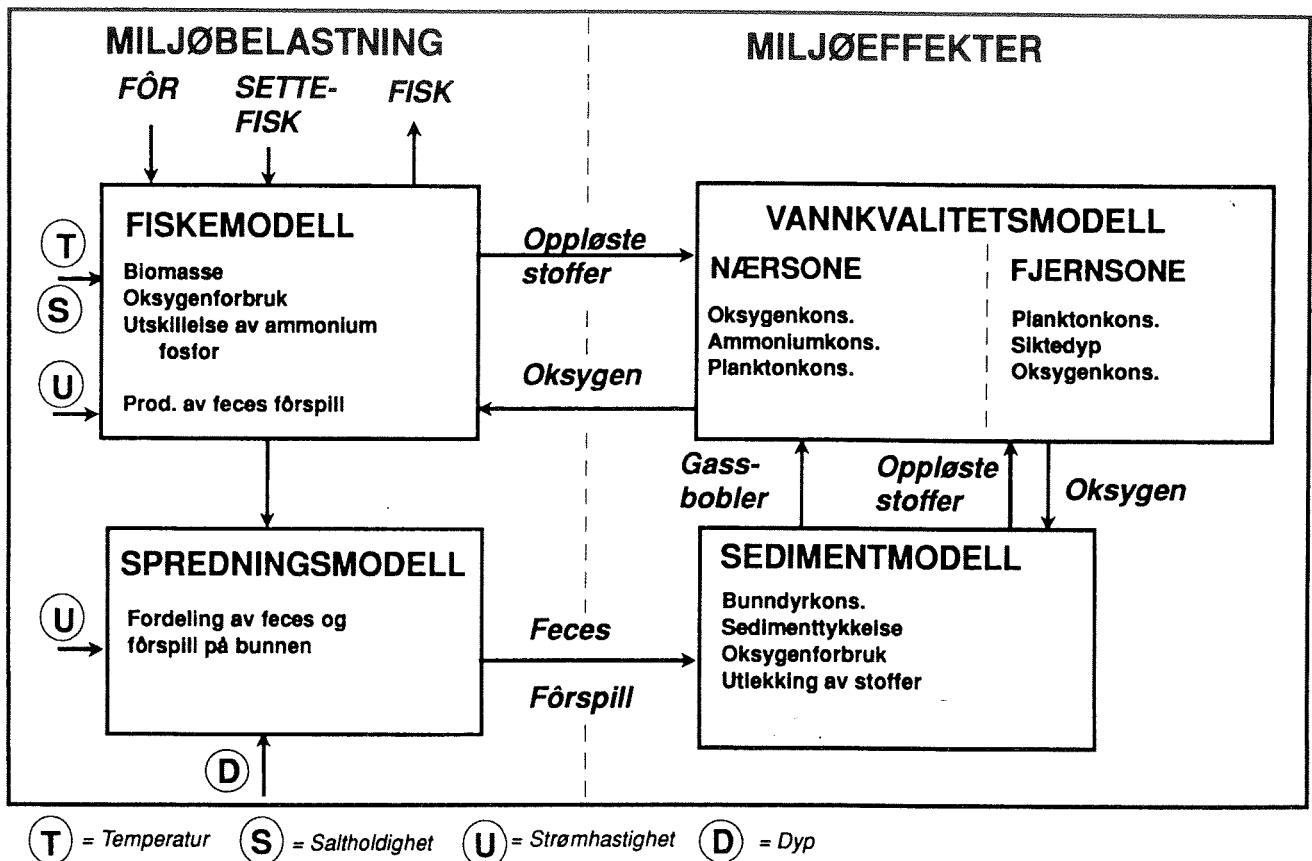 MILJØBELASTNING
MILJØEFFEKTER
FÔR
SETTE-
FISK
FISK
FISKEMODELL
Biomasse
Oksygenforbruk
Utskillelse av ammonium
fosfor
Prod. av feces fôrspill
T
S
U
Oppløste
stoffer
Oksygen
VANNKVALITETSMODELL
NÆRSONE
Oksygenkons.
Ammoniumkons.
Planktonkons.
FJERNSONE
Planktonkons.
Siktedyp
Oksygenkons.
Gass-
bobler
Oppløste
stoffer
Oksygen
SPREDNINGSMODELL
Fordeling av feces og
fôrspill på bunnen
U
D
Feces
Fôrspill
SEDIMENTMODELL
Bunndyrkons.
Sedimenttykkelse
Oksygenforbruk
Utlekking av stoffer
T = Temperatur S = Saltholdighet U = Strømhastighet D = Dyp